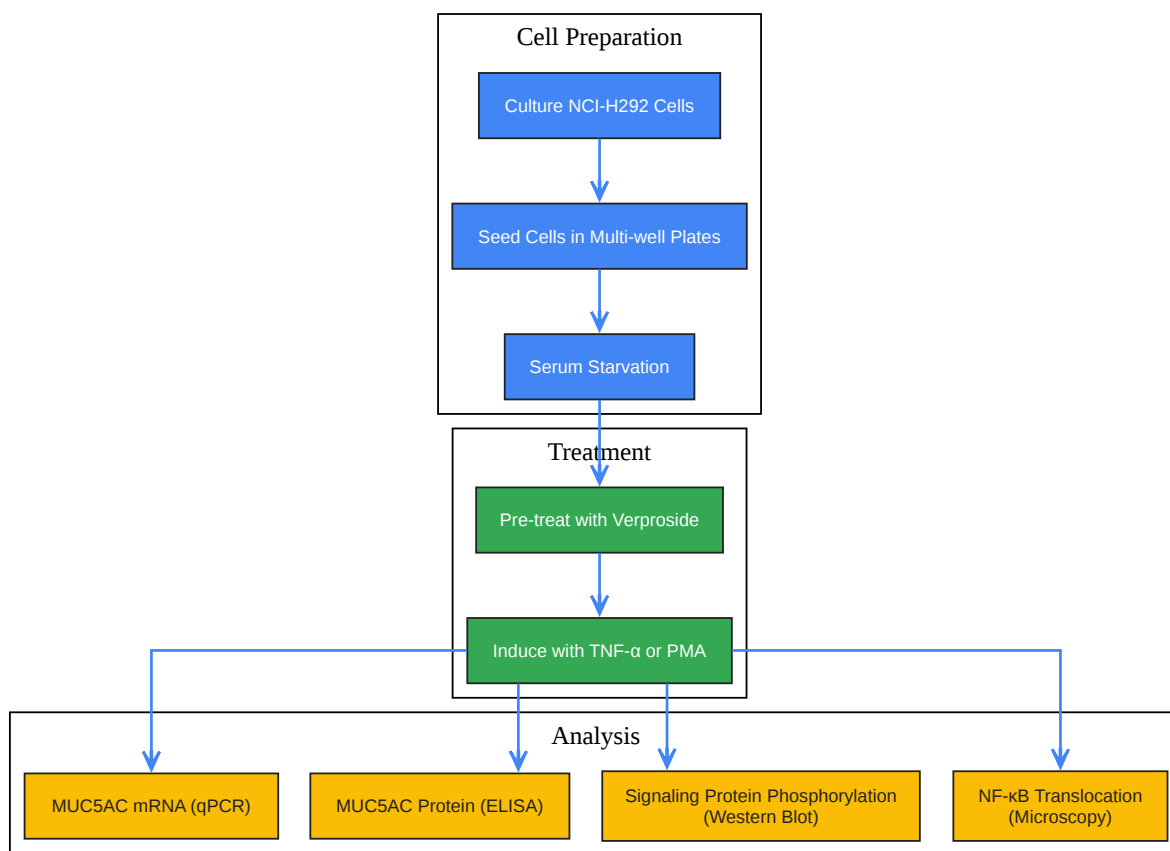 Cell Preparation
Culture NCI-H292 Cells
Seed Cells in Multi-well Plates
Serum Starvation
Treatment
Pre-treat with Verproside
Induce with TNF-α or PMA
Analysis
MUC5AC mRNA (qPCR)
MUC5AC Protein (ELISA)
Signaling Protein Phosphorylation
(Western Blot)
NF-κB Translocation
(Microscopy)